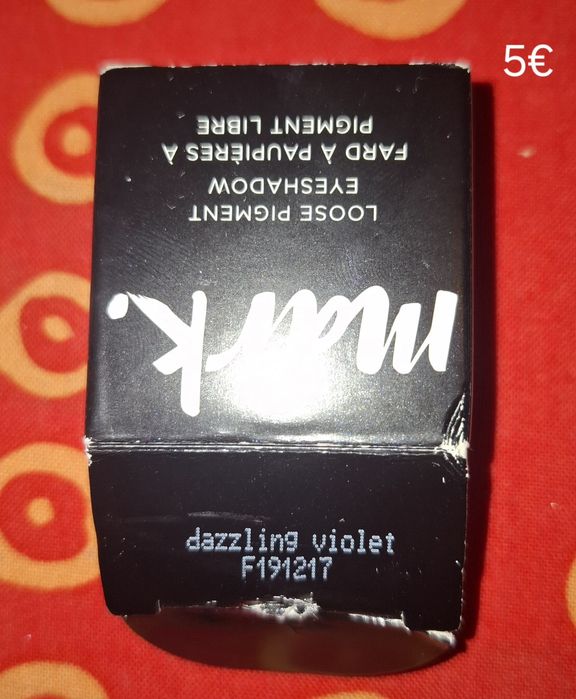 5€
mark.
LOOSE PIGMENT
EYESHADOW
FARD À PAUPIÈRES À
PIGMENT LIBRE
dazzling violet
F191217